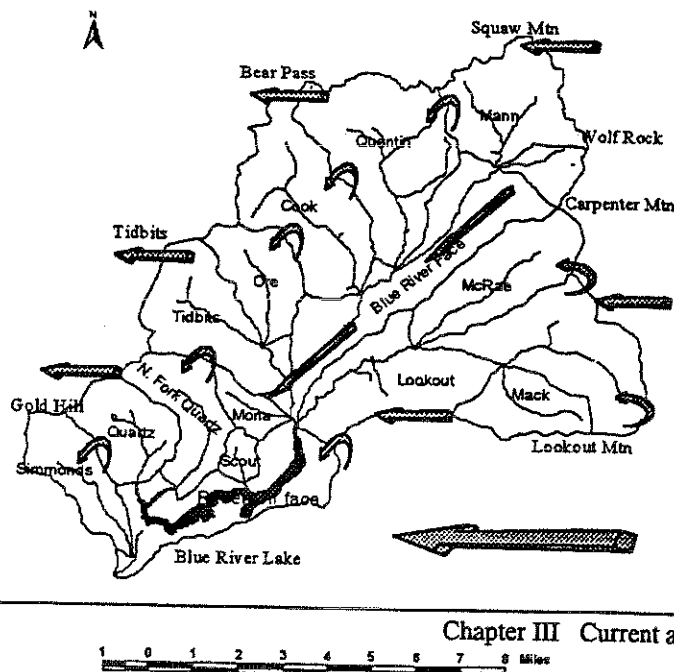 N
Squaw Mtn
Bear Pass
Mann
Quentin
Wolf Rock
Cook
Carpenter Mtn
Tidbits
Ore
Blue River Face
McRae
Tidbits
N. Fork Quartz
Lookout
Mack
Gold Hill
Mona
Quartz
Lookout Mtn
Scout
Simmonds
face
Blue River Lake
Chapter III Current a
1 0 1 2 3 4 5 6 7 8 Miles